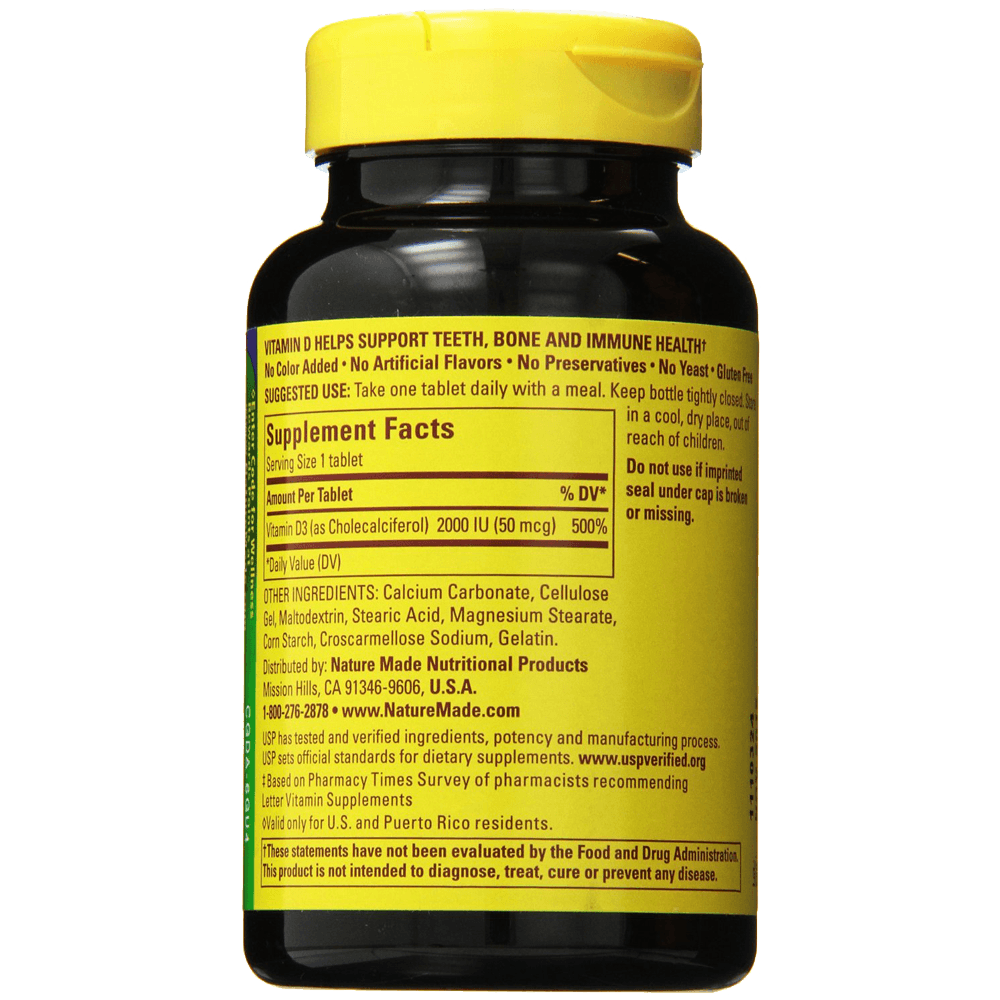 VITAMIN D HELPS SUPPORT TEETH, BONE AND IMMUNE HEALTH†
No Color Added • No Artificial Flavors • No Preservatives • No Yeast • Gluten Free
SUGGESTED USE: Take one tablet daily with a meal. Keep bottle tightly closed. Store
in a cool, dry place, out of
reach of children.
Do not use if imprinted
seal under cap is broken
or missing.
Supplement Facts
Serving Size 1 tablet
Amount Per Tablet % DV*
Vitamin D3 (as Cholecalciferol) 2000 IU (50 mcg) 500%
*Daily Value (DV)
OTHER INGREDIENTS: Calcium Carbonate, Cellulose
Gel, Maltodextrin, Stearic Acid, Magnesium Stearate,
Corn Starch, Croscarmellose Sodium, Gelatin.
Distributed by: Nature Made Nutritional Products
Mission Hills, CA 91346-9606, U.S.A.
1-800-276-2878 • www.NatureMade.com
USP has tested and verified ingredients, potency and manufacturing process.
USP sets official standards for dietary supplements. www.uspverified.org
‡ Based on Pharmacy Times Survey of pharmacists recommending
Letter Vitamin Supplements
◊Valid only for U.S. and Puerto Rico residents.
†These statements have not been evaluated by the Food and Drug Administration.
This product is not intended to diagnose, treat, cure or prevent any disease.
◊Enter Code for Wellness